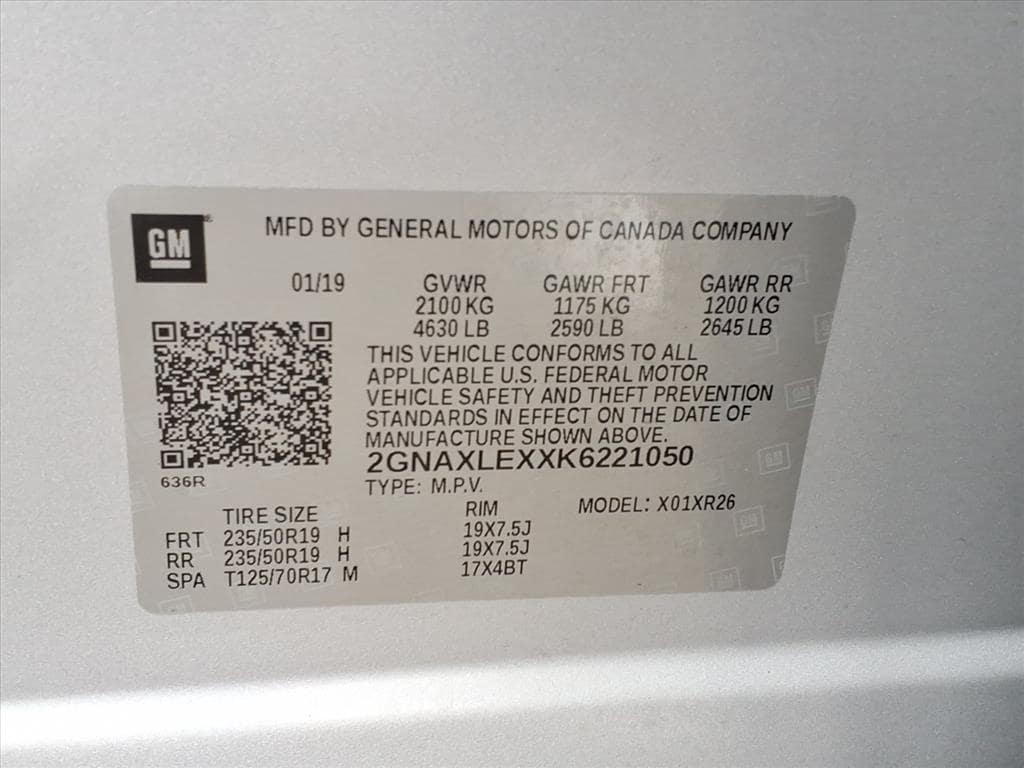 GM
MFD BY GENERAL MOTORS OF CANADA COMPANY
01/19 GVWR GAWR FRT GAWR RR
2100 KG 1175 KG 1200 KG
4630 LB 2590 LB 2645 LB
THIS VEHICLE CONFORMS TO ALL
APPLICABLE U.S. FEDERAL MOTOR
VEHICLE SAFETY AND THEFT PREVENTION
STANDARDS IN EFFECT ON THE DATE OF
MANUFACTURE SHOWN ABOVE.
2GNAXLEXXK6221050
636R
TYPE: M.P.V. MODEL: X01XR26
TIRE SIZE RIM
FRT 235/50R19 H 19X7.5J
RR 235/50R19 H 19X7.5J
SPA T125/70R17 M 17X4BT